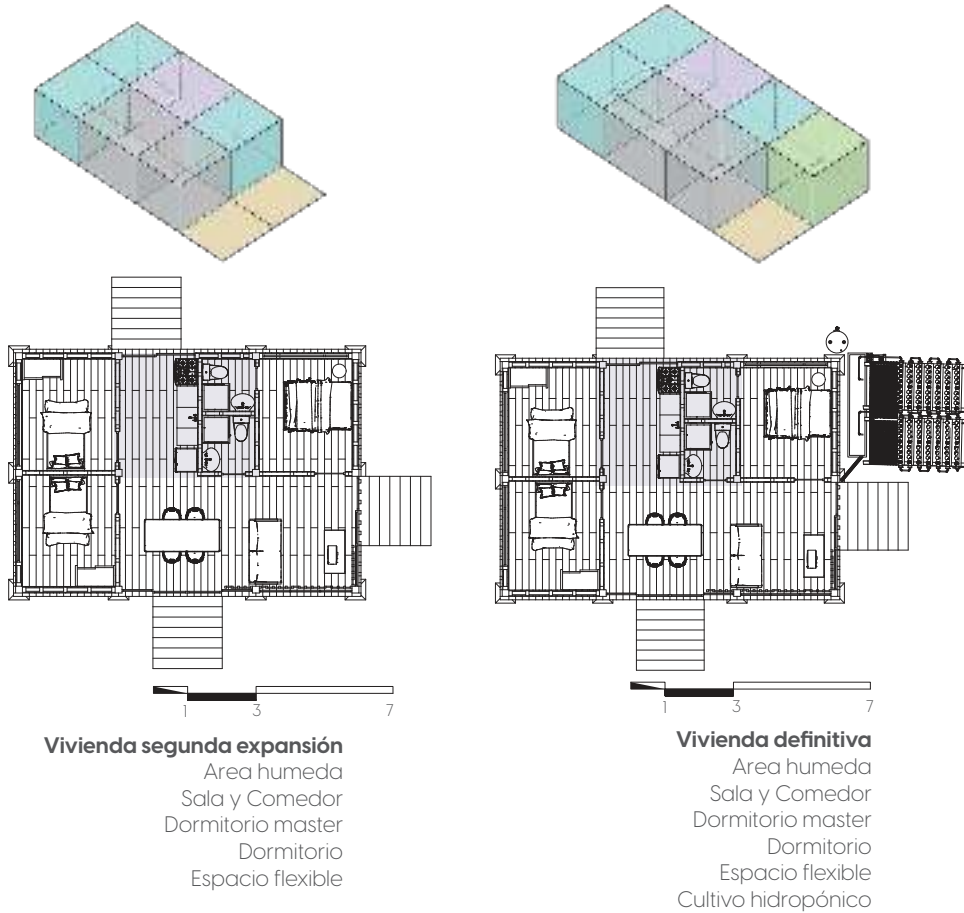 1 3 7
Vivienda segunda expansión
Area humeda
Sala y Comedor
Dormitorio master
Dormitorio
Espacio flexible
1 3 7
Vivienda definitiva
Area humeda
Sala y Comedor
Dormitorio master
Dormitorio
Espacio flexible
Cultivo hidropónico